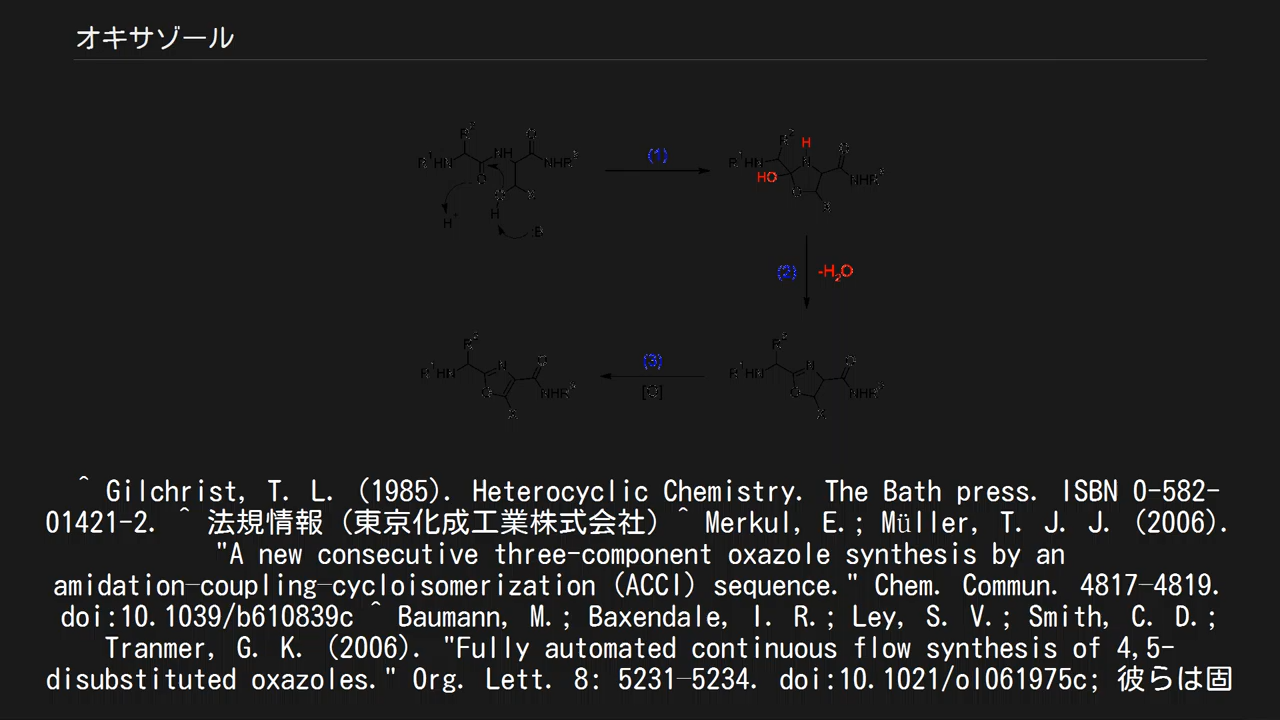 オキサゾール
(1)
H
HO
(2)
-H₂O
(3)
[O]
^ Gilchrist, T. L. (1985). Heterocyclic Chemistry. The Bath press. ISBN 0-582-
01421-2. ^ 法規情報 (東京化成工業株式会社) ^ Merkul, E.; Müller, T. J. J. (2006).
"A new consecutive three-component oxazole synthesis by an
amidation–coupling–cycloisomerization (ACCI) sequence." Chem. Commun. 4817–4819.
doi:10.1039/b610839c ^ Baumann, M.; Baxendale, I. R.; Ley, S. V.; Smith, C. D.;
Tranmer, G. K. (2006). "Fully automated continuous flow synthesis of 4,5-
disubstituted oxazoles." Org. Lett. 8: 5231–5234. doi:10.1021/ol061975c; 彼らは固